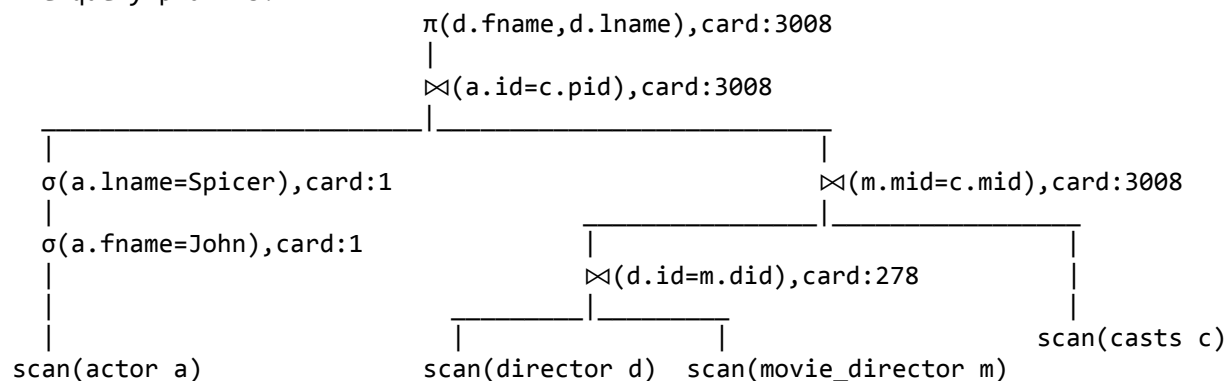 π(d.fname,d.lname),card:3008
⨝(a.id=c.pid),card:3008
σ(a.lname=Spicer),card:1 ⨝(m.mid=c.mid),card:3008
σ(a.fname=John),card:1
⨝(d.id=m.did),card:278
scan(casts c)
scan(actor a) scan(director d) scan(movie_director m)